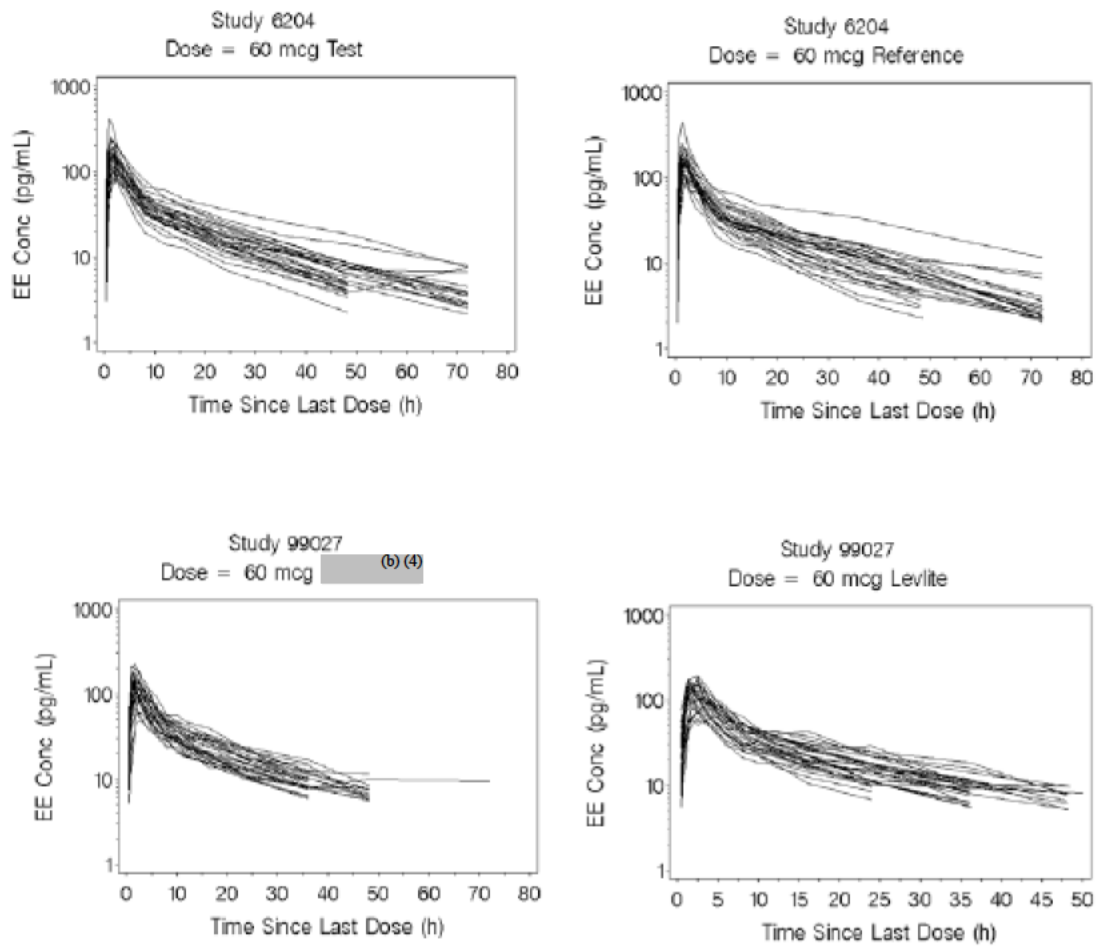 Study 6204
Dose = 60 mcg Test
1000
100
10
1
EE Conc (pg/mL)
0 10 20 30 40 50 60 70 80
Time Since Last Dose (h)
Study 6204
Dose = 60 mcg Reference
1000
100
10
1
EE Conc (pg/mL)
0 10 20 30 40 50 60 70 80
Time Since Last Dose (h)
Study 99027
Dose = 60 mcg (b) (4)
1000
100
10
1
EE Conc (pg/mL)
0 10 20 30 40 50 60 70 80
Time Since Last Dose (h)
Study 99027
Dose = 60 mcg Levlite
1000
100
10
1
EE Conc (pg/mL)
0 5 10 15 20 25 30 35 40 45 50
Time Since Last Dose (h)